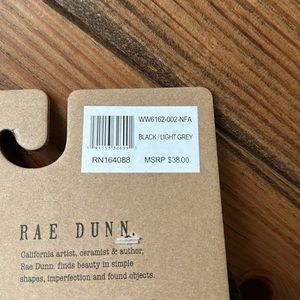 WW6162-002-NFA
BLACK / LIGHT GREY
RN164088
MSRP $38.00
RAE DUNN.
California artist, ceramist & author,
Rae Dunn. finds beauty in simple
shapes, imperfection and found objects.